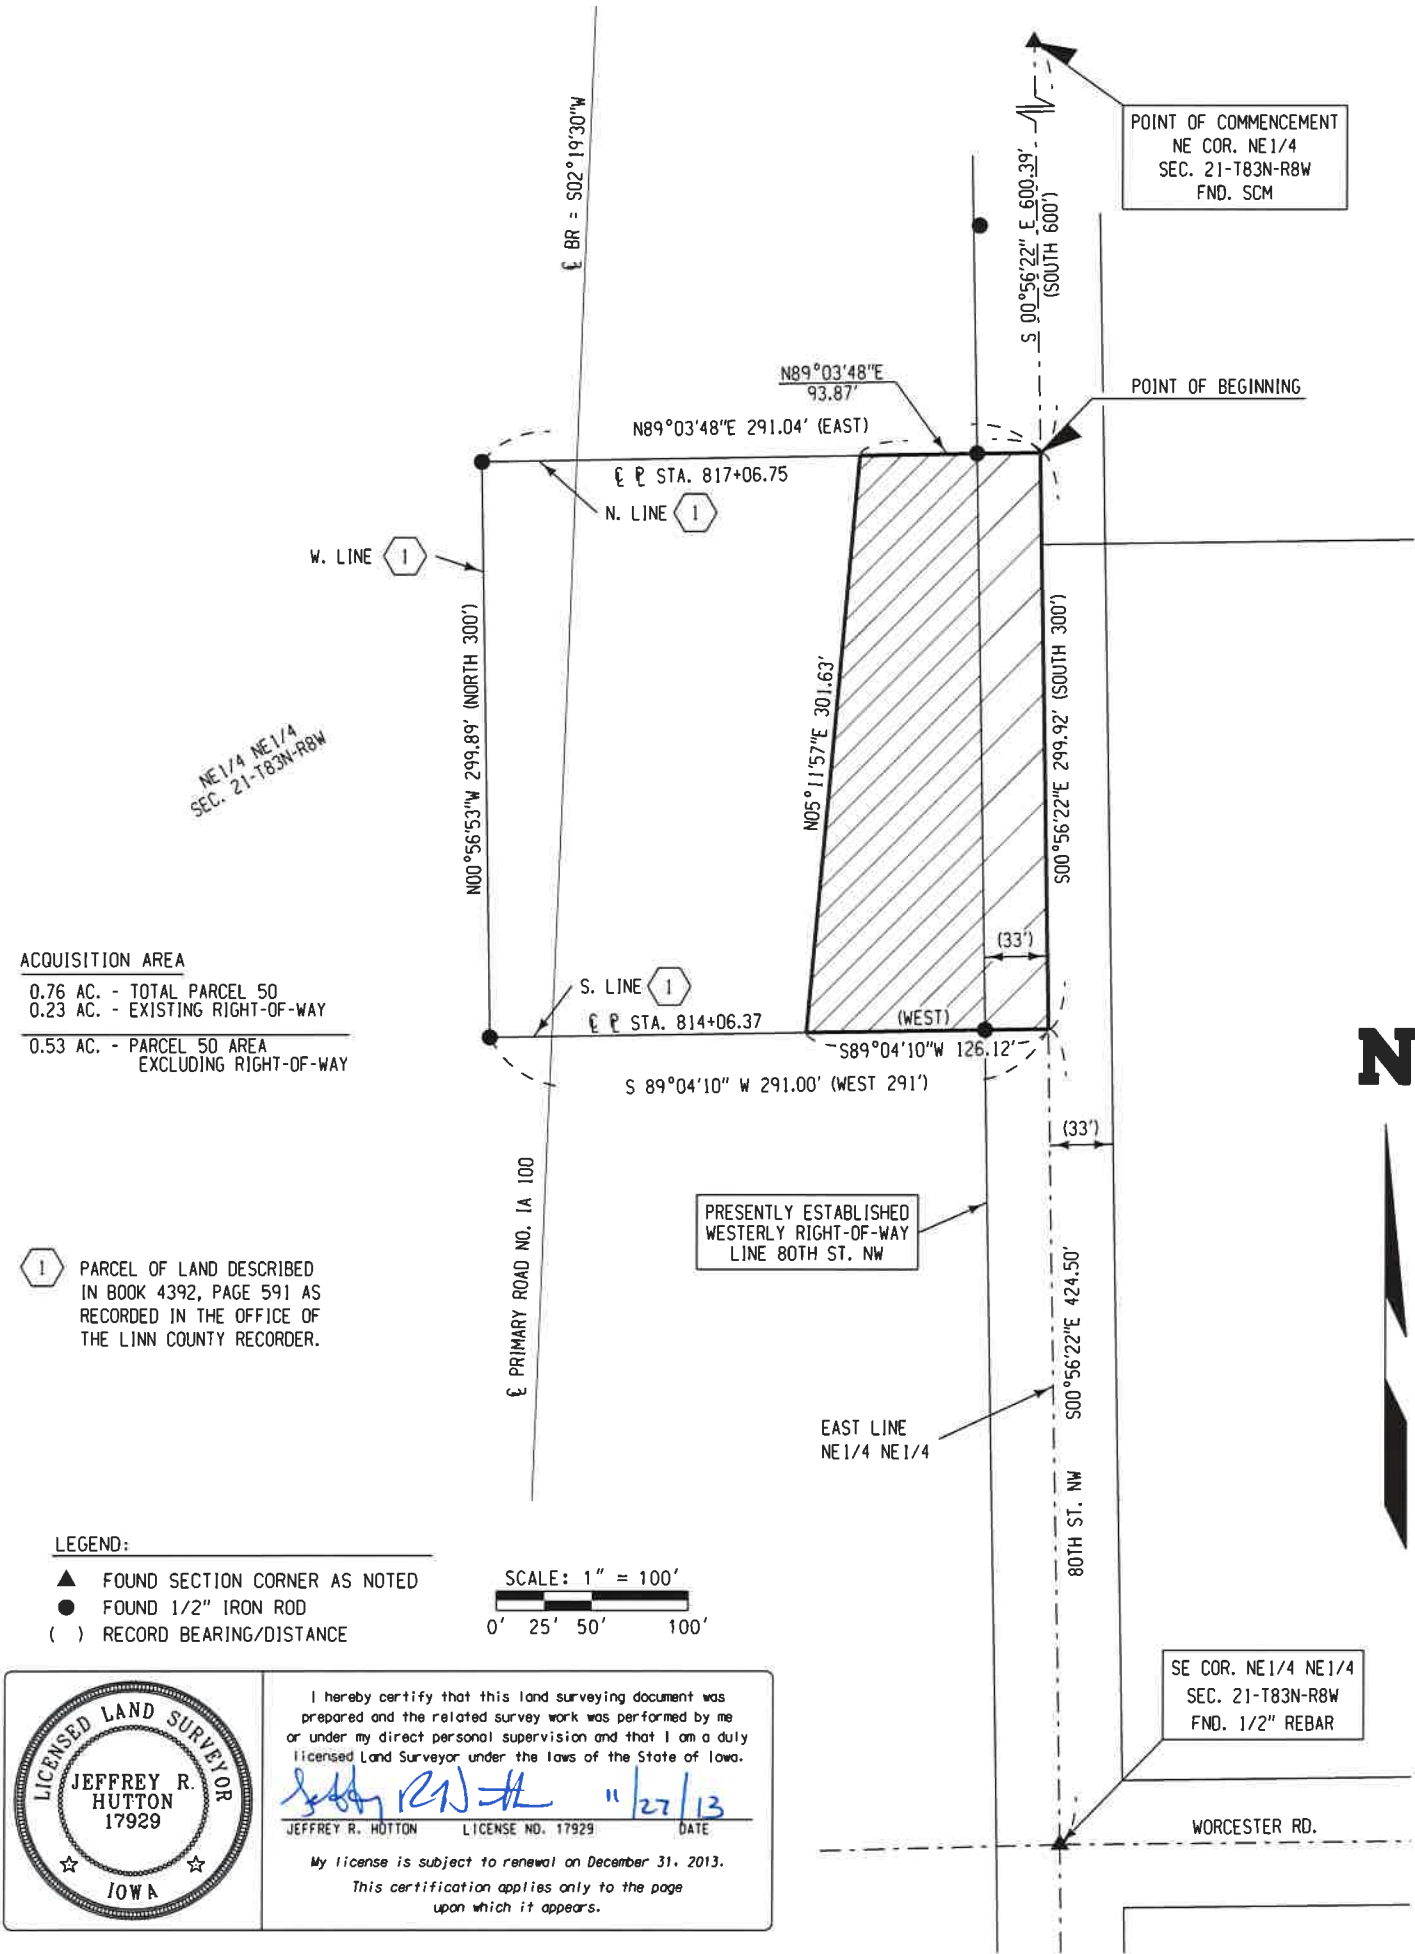 POINT OF COMMENCEMENT
NE COR. NE1/4
SEC. 21-T83N-R8W
FND. SCM
℄ BR = S02°19'30"W
S 00°56'22" E 600.39'
(SOUTH 600')
N89°03'48"E
93.87'
POINT OF BEGINNING
N89°03'48"E 291.04' (EAST)
℄ ⅊ STA. 817+06.75
N. LINE 1
W. LINE 1
N00°56'53"W 299.89' (NORTH 300')
N05°11'57"E 301.63'
S00°56'22"E 299.92' (SOUTH 300')
NE1/4 NE1/4
SEC. 21-T83N-R8W
(33')
ACQUISITION AREA
0.76 AC. - TOTAL PARCEL 50
0.23 AC. - EXISTING RIGHT-OF-WAY
0.53 AC. - PARCEL 50 AREA
EXCLUDING RIGHT-OF-WAY
S. LINE 1
℄ ⅊ STA. 814+06.37
(WEST)
S89°04'10"W 126.12'
S 89°04'10" W 291.00' (WEST 291')
N
(33')
℄ PRIMARY ROAD NO. IA 100
PRESENTLY ESTABLISHED
WESTERLY RIGHT-OF-WAY
LINE 80TH ST. NW
1 PARCEL OF LAND DESCRIBED
IN BOOK 4392, PAGE 591 AS
RECORDED IN THE OFFICE OF
THE LINN COUNTY RECORDER.
S00°56'22"E 424.50'
EAST LINE
NE1/4 NE1/4
80TH ST. NW
LEGEND:
FOUND SECTION CORNER AS NOTED
FOUND 1/2" IRON ROD
( ) RECORD BEARING/DISTANCE
SCALE: 1" = 100'
0' 25' 50' 100'
SE COR. NE1/4 NE1/4
SEC. 21-T83N-R8W
FND. 1/2" REBAR
WORCESTER RD.
LICENSED LAND SURVEYOR
JEFFREY R.
HUTTON
17929
IOWA
I hereby certify that this land surveying document was
prepared and the related survey work was performed by me
or under my direct personal supervision and that I am a duly
licensed Land Surveyor under the laws of the State of Iowa.
Jeffrey R Hutton 11/27/13
JEFFREY R. HUTTON LICENSE NO. 17929 DATE
My license is subject to renewal on December 31, 2013.
This certification applies only to the page
upon which it appears.